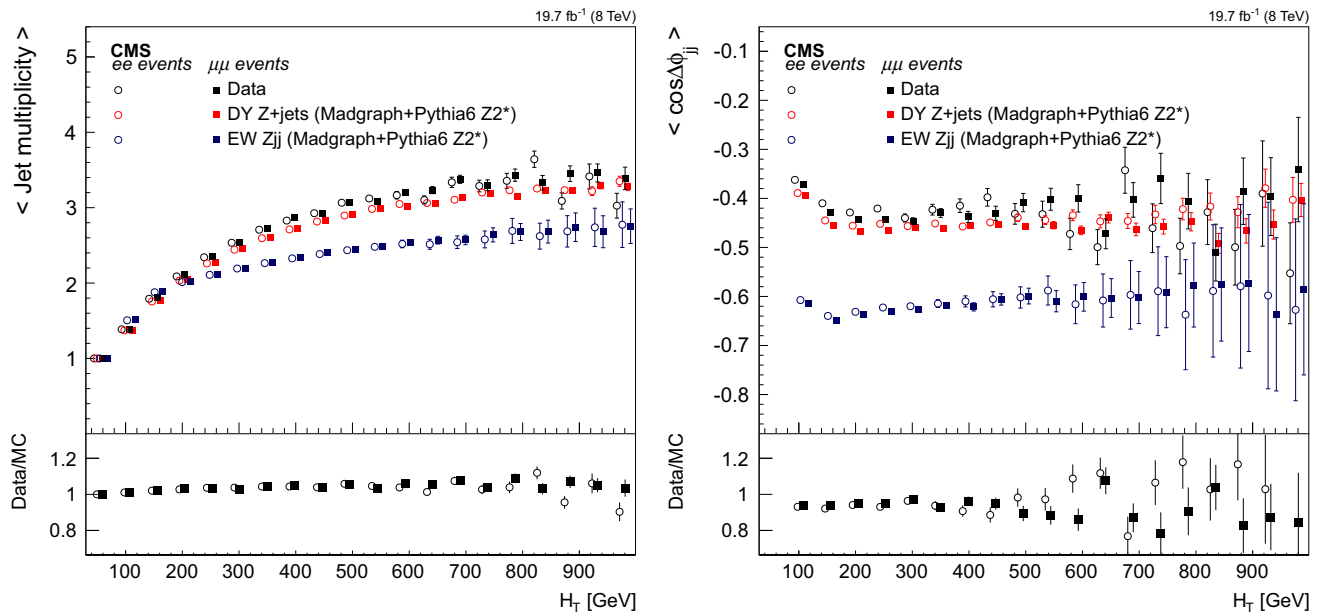 19.7 fb⁻¹ (8 TeV)
CMS
ee events μμ events
Data
DY Z+jets (Madgraph+Pythia6 Z2*)
EW Zjj (Madgraph+Pythia6 Z2*)
< Jet multiplicity >
5
4
3
2
1
Data/MC
1.2
1
0.8
100 200 300 400 500 600 700 800 900
H_T [GeV]
19.7 fb⁻¹ (8 TeV)
CMS
ee events μμ events
Data
DY Z+jets (Madgraph+Pythia6 Z2*)
EW Zjj (Madgraph+Pythia6 Z2*)
< cosΔϕ_jj >
-0.1
-0.2
-0.3
-0.4
-0.5
-0.6
-0.7
-0.8
Data/MC
1.2
1
0.8
100 200 300 400 500 600 700 800 900
H_T [GeV]